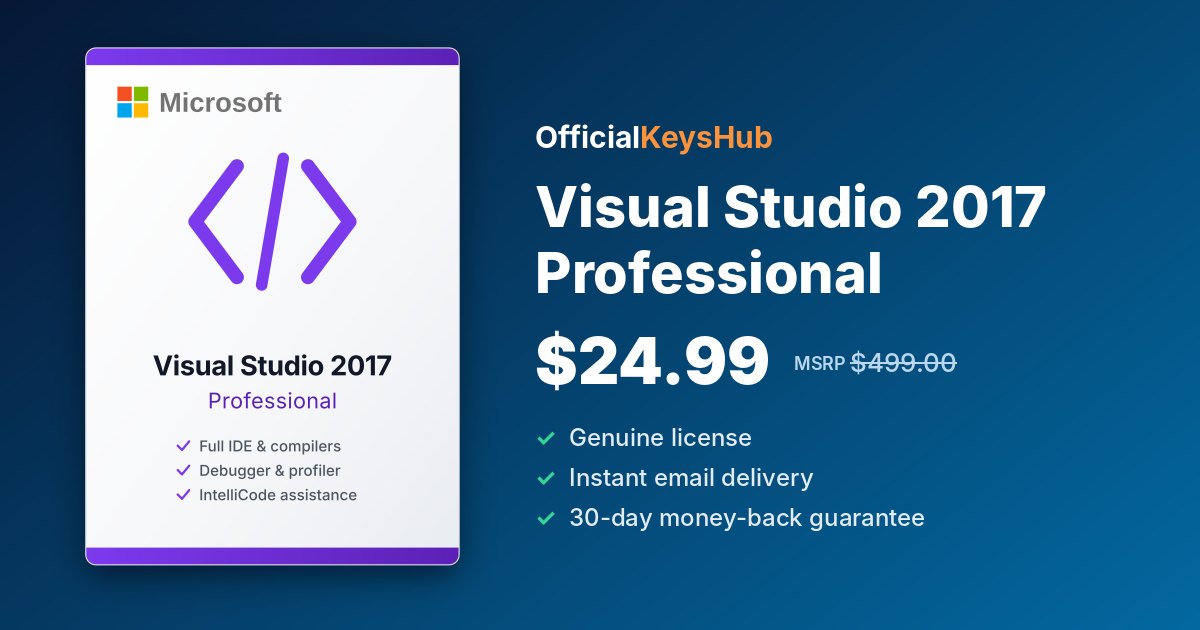 Microsoft
</>
Visual Studio 2017
Professional
Full IDE & compilers
Debugger & profiler
IntelliCode assistance
OfficialKeysHub
Visual Studio 2017
Professional
$24.99 MSRP $499.00
Genuine license
Instant email delivery
30-day money-back guarantee